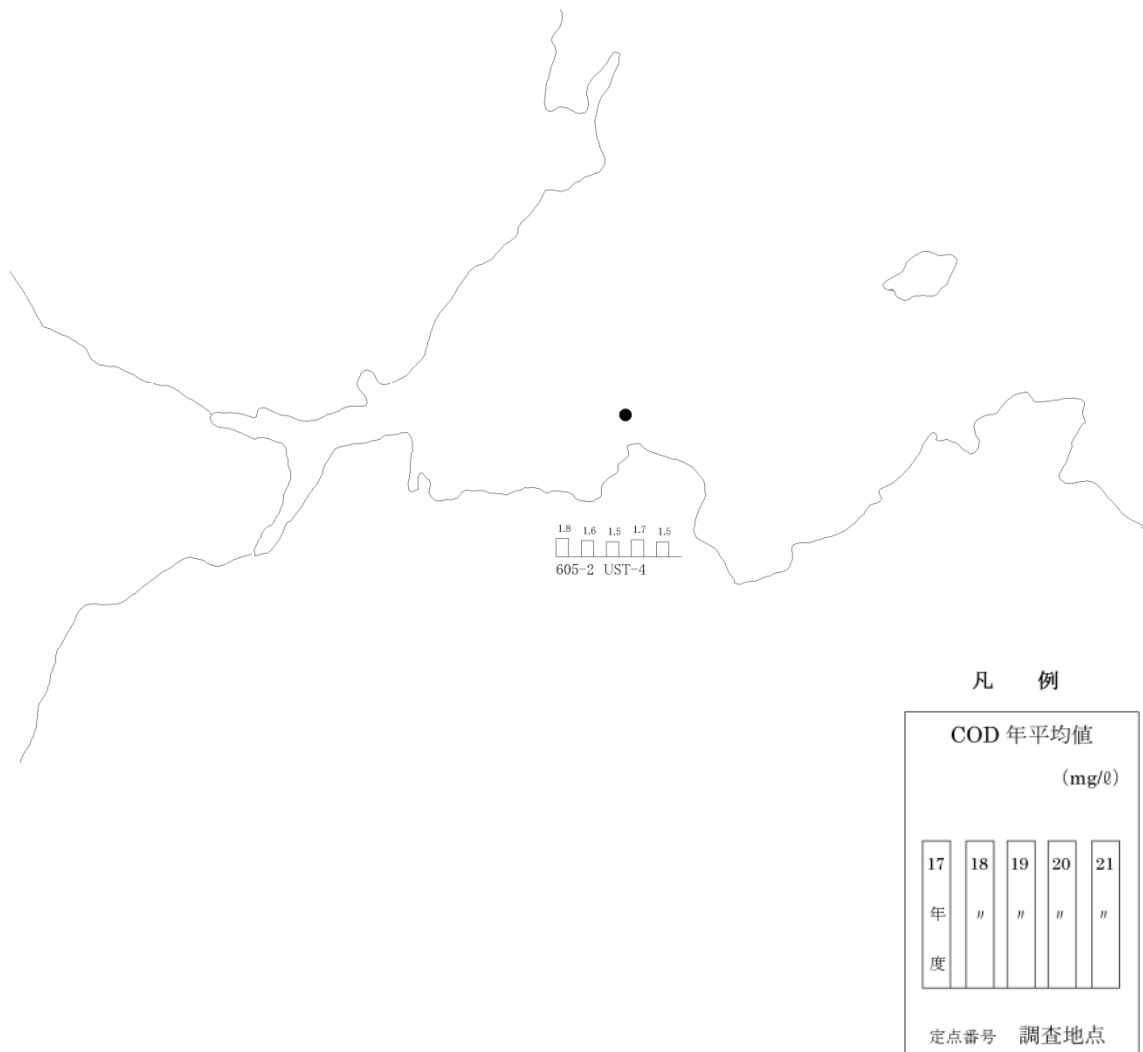 1.8 1.6 1.5 1.7 1.5
605-2 UST-4
凡 例
COD 年平均値
(mg/ℓ)
17 18 19 20 21
年 〃 〃 〃 〃
度
定点番号 調査地点